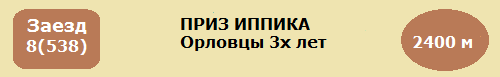 Заезд
8(538)
ПРИЗ ИППИКА
Орловцы 3х лет
2400 м